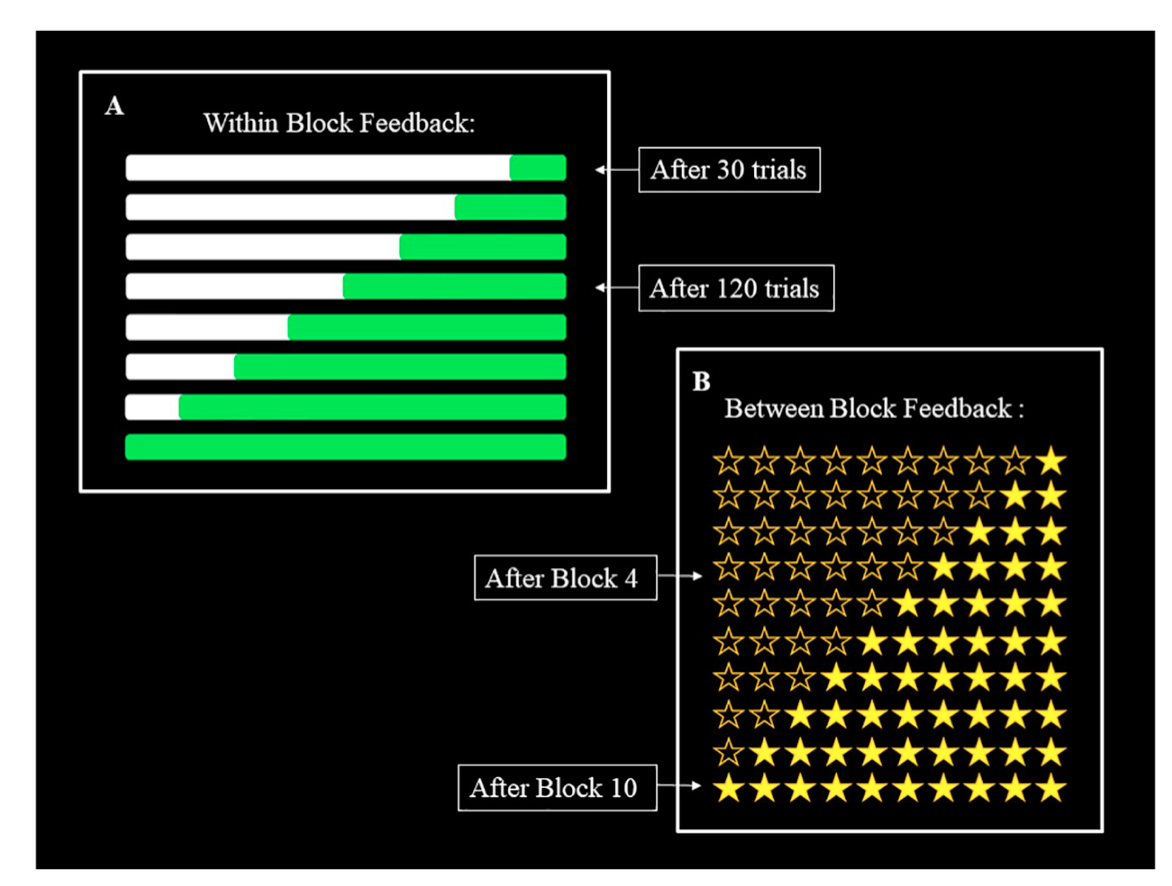 A
Within Block Feedback:
After 30 trials
After 120 trials
B
Between Block Feedback :
After Block 4
After Block 10